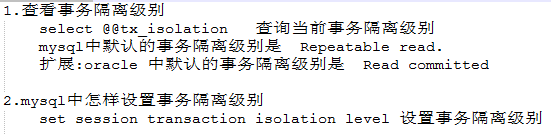 1.查看事务隔离级别
select @@tx_isolation 查询当前事务隔离级别
mysql中默认的事务隔离级别是 Repeatable read.
扩展:oracle 中默认的事务隔离级别是 Read committed
2.mysql中怎样设置事务隔离级别
set session transaction isolation level 设置事务隔离级别